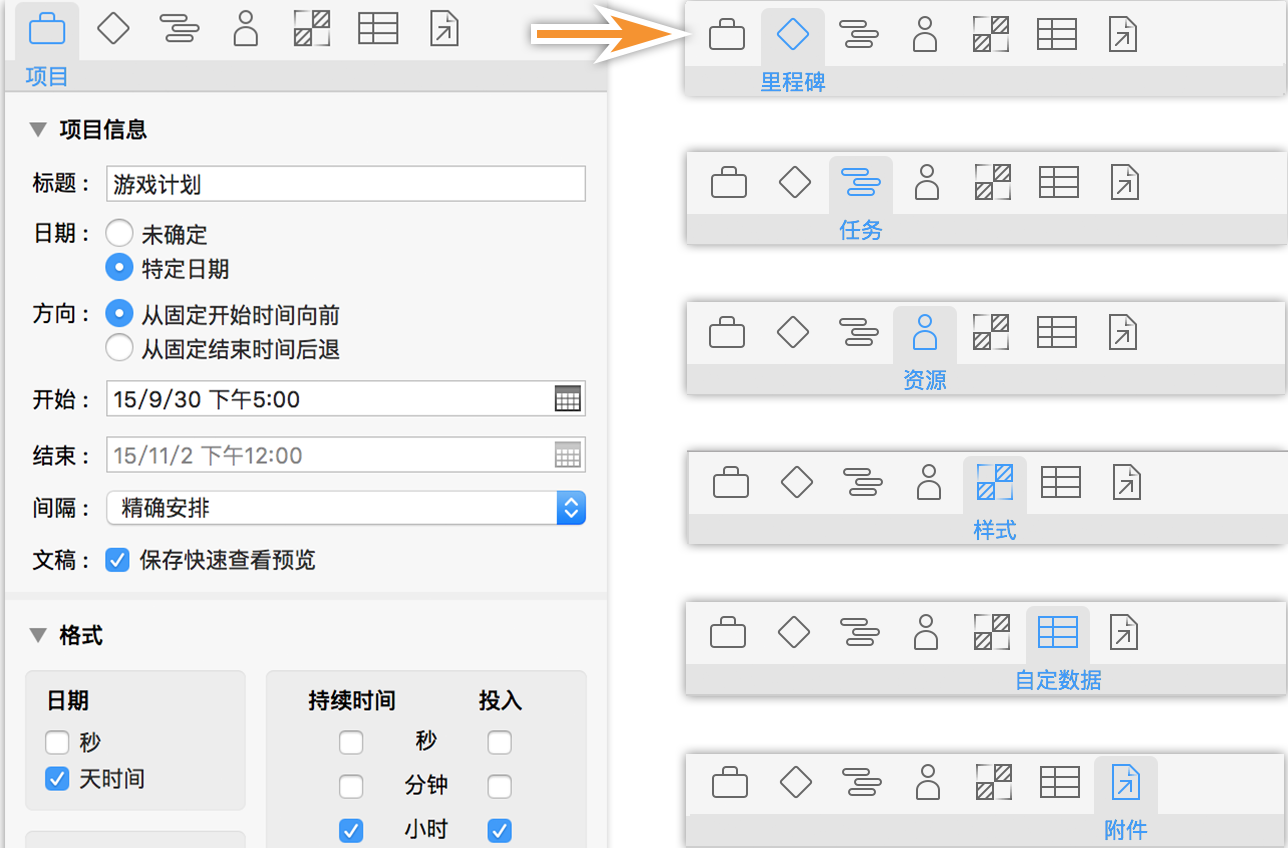 项目
项目信息
标题： 游戏计划
日期： 未确定
特定日期
方向： 从固定开始时间向前
从固定结束时间后退
开始： 15/9/30 下午5:00
结束： 15/11/2 下午12:00
间隔： 精确安排
文稿： 保存快速查看预览
格式
日期
秒
天时间
持续时间 投入
秒
分钟
小时
里程碑
任务
资源
样式
自定数据
附件